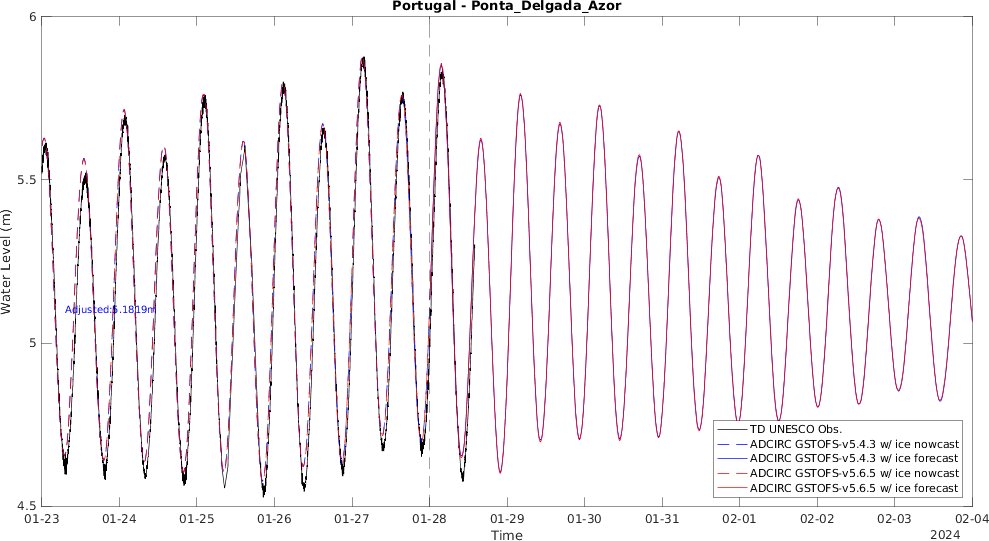 Portugal - Ponta_Delgada_Azor
6
5.5
5
4.5
Water Level (m)
Adjusted:5.1819m
TD UNESCO Obs.
ADCIRC GSTOFS-v5.4.3 w/ ice nowcast
ADCIRC GSTOFS-v5.4.3 w/ ice forecast
ADCIRC GSTOFS-v5.6.5 w/ ice nowcast
ADCIRC GSTOFS-v5.6.5 w/ ice forecast
01-23 01-24 01-25 01-26 01-27 01-28 01-29 01-30 01-31 02-01 02-02 02-03 02-04
Time
2024